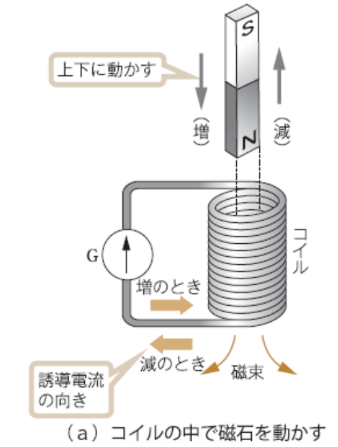 S
上下に動かす
(増)
(減)
N
コイル
G
増のとき
減のとき
誘導電流
の向き
磁束
(a)コイルの中で磁石を動かす